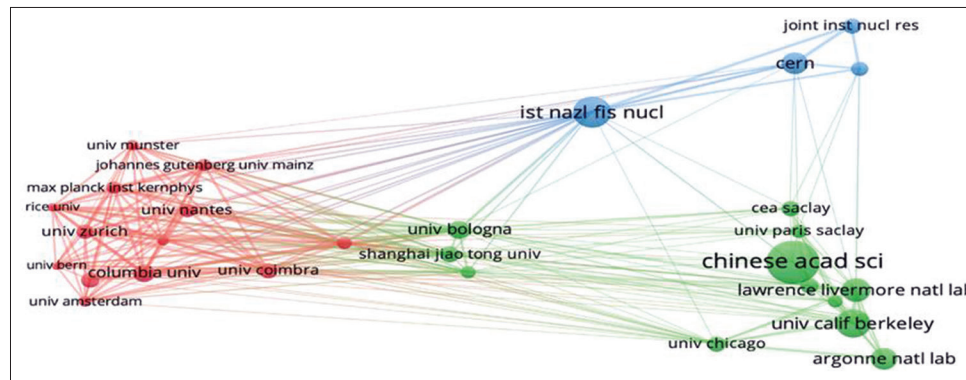 joint inst nucl res
cern
ist nazl fis nucl
univ munster
johannes gutenberg univ mainz
max planck inst kernphys
rice univ
univ nantes
cea saclay
univ zurich
univ bologna
univ paris saclay
shanghai jiao tong univ
chinese acad sci
univ bern
columbia univ
univ coimbra
lawrence livermore natl lab
univ amsterdam
univ calif berkeley
univ chicago
argonne natl lab